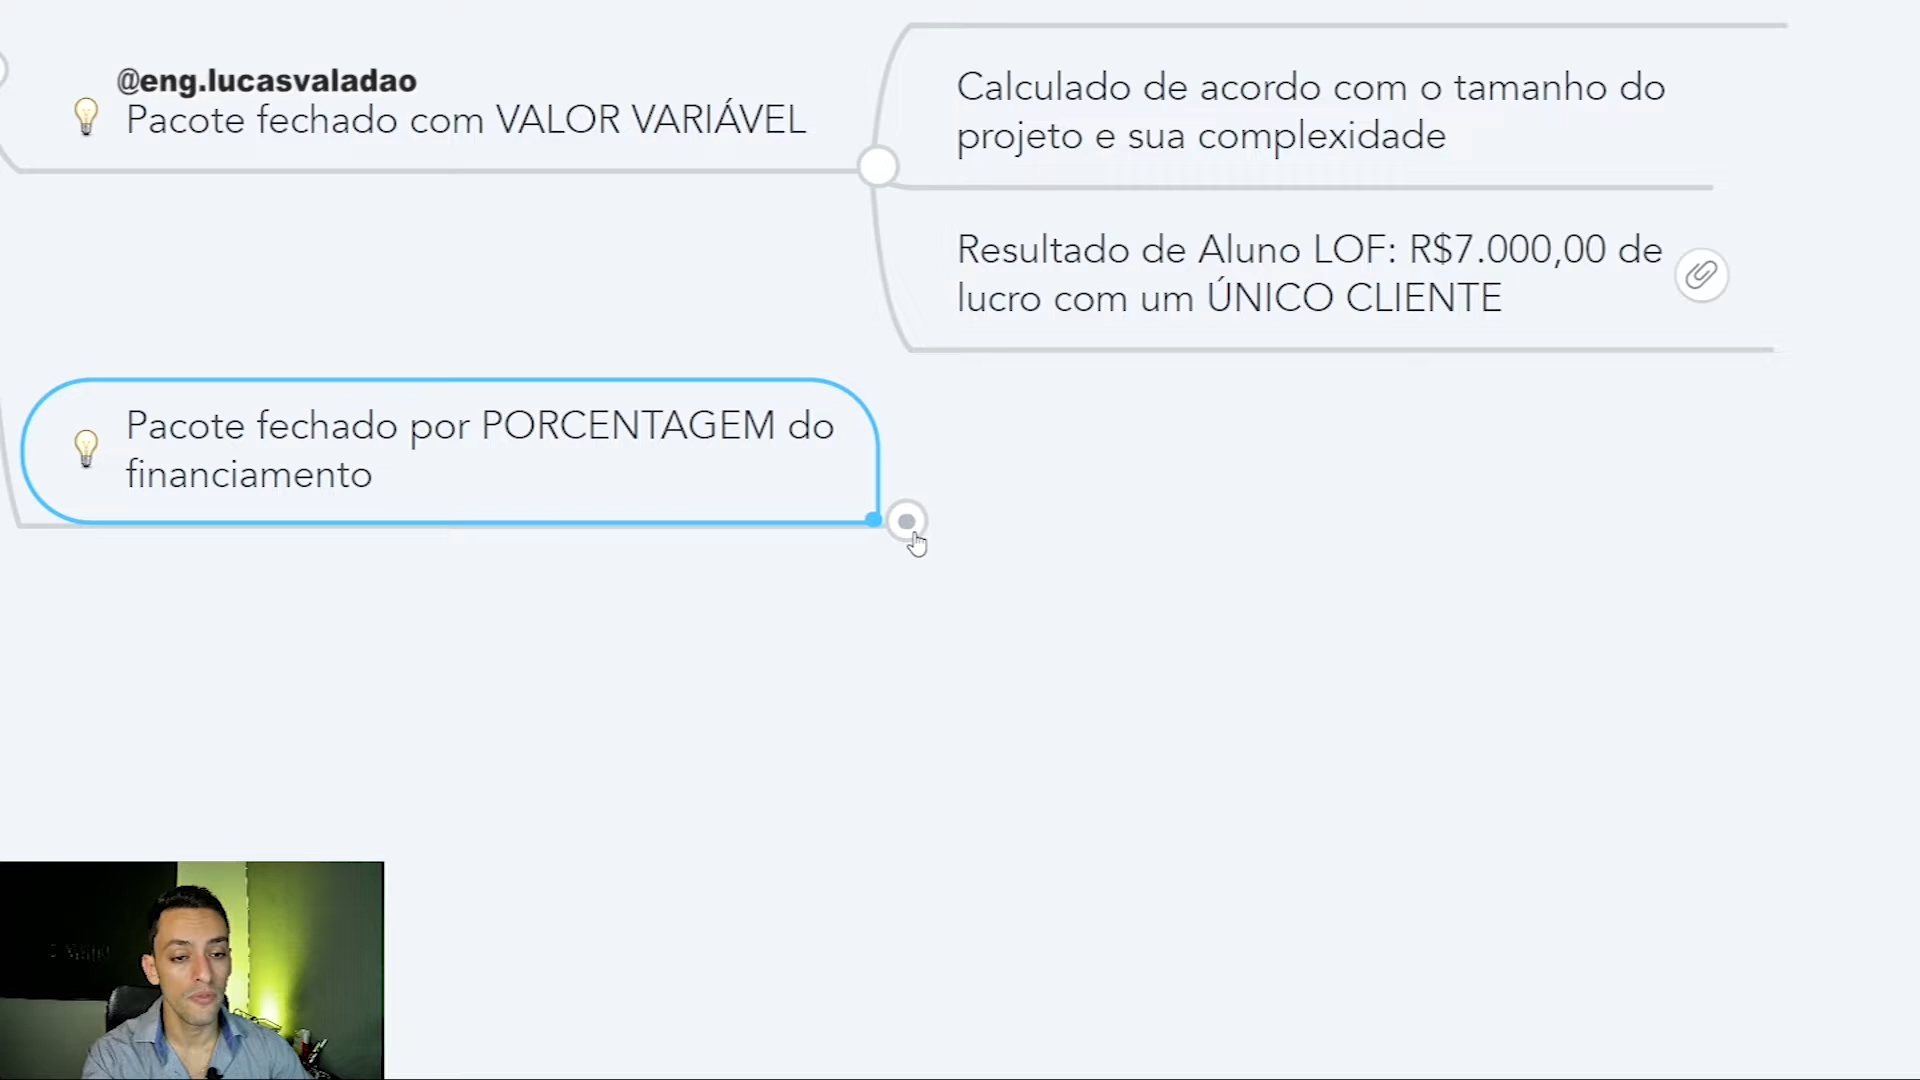 @eng.lucasvaladao
Pacote fechado com VALOR VARIÁVEL
Calculado de acordo com o tamanho do
projeto e sua complexidade
Resultado de Aluno LOF: R$7.000,00 de
lucro com um ÚNICO CLIENTE
Pacote fechado por PORCENTAGEM do
financiamento